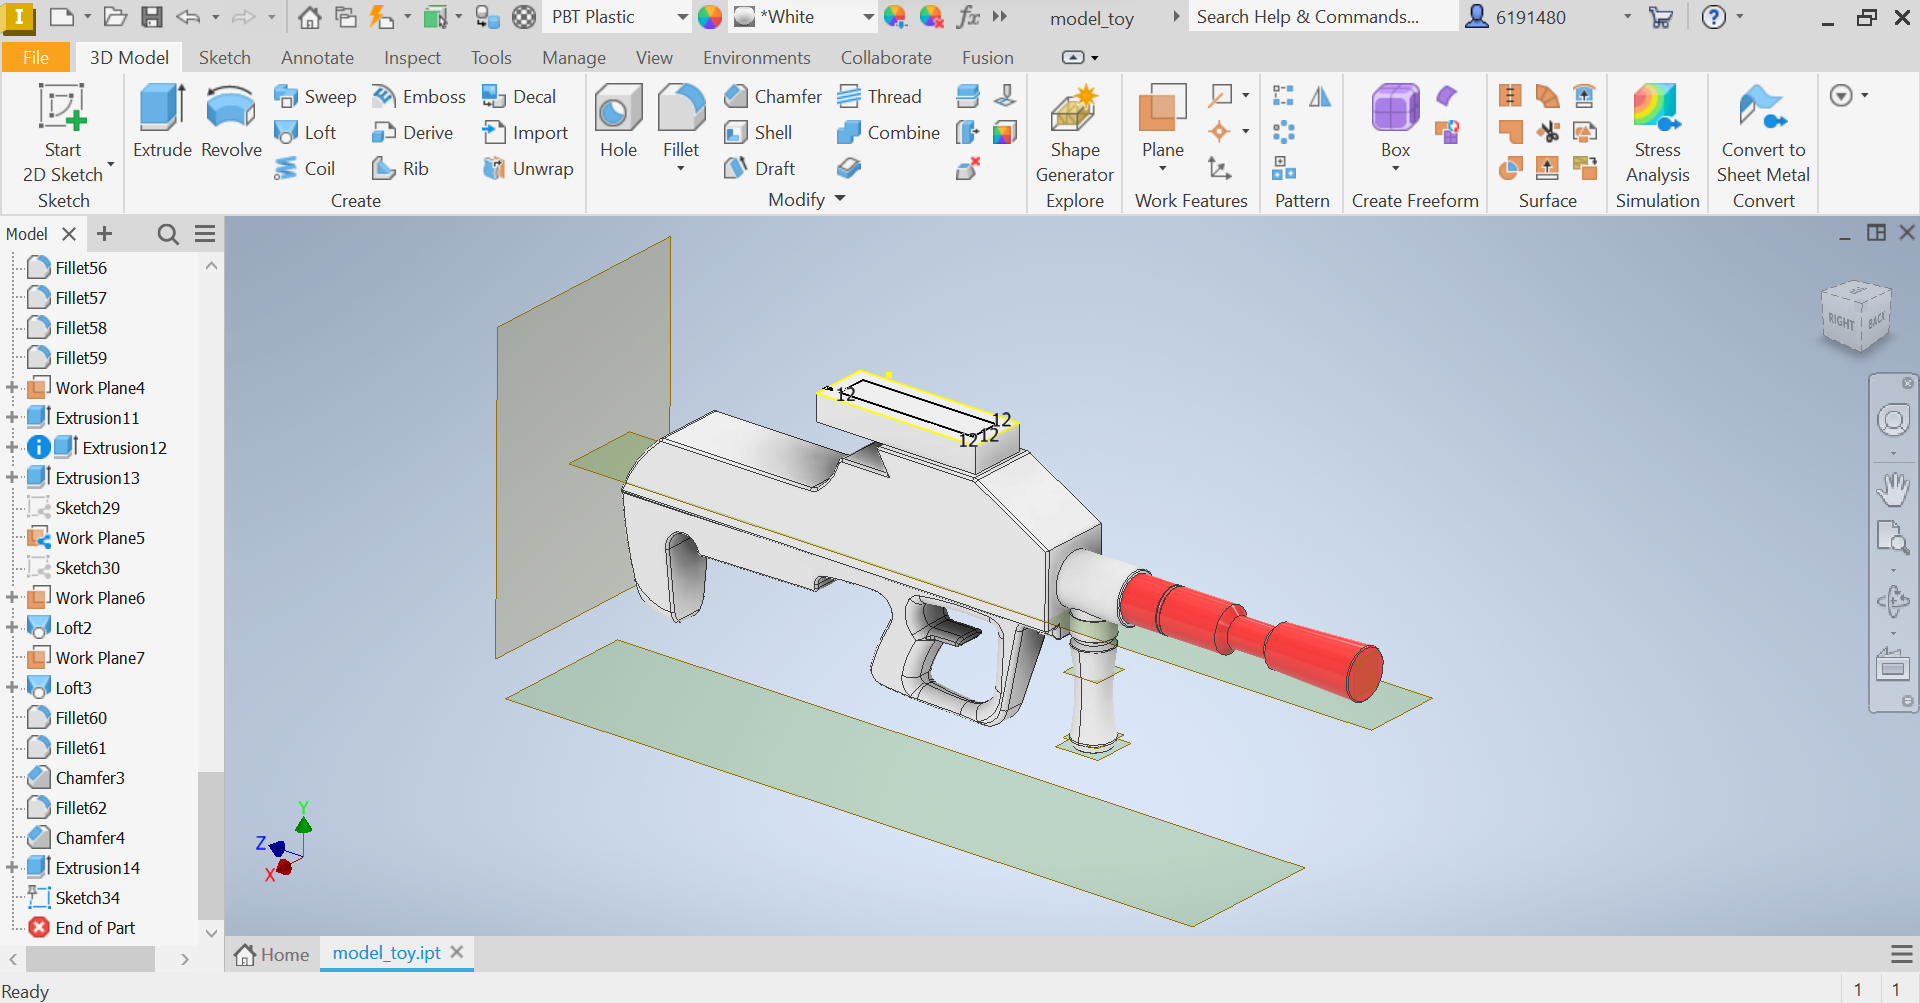 I
PBT Plastic
*White
fx
model_toy
Search Help & Commands...
6191480
?
File
3D Model
Sketch
Annotate
Inspect
Tools
Manage
View
Environments
Collaborate
Fusion
Start
2D Sketch
Sketch
Extrude
Revolve
Sweep
Emboss
Decal
Loft
Derive
Import
Coil
Rib
Unwrap
Create
Hole
Fillet
Chamfer
Thread
Shell
Combine
Draft
Modify
Shape
Generator
Explore
Plane
Work Features
Pattern
Box
Create Freeform
Surface
Stress
Analysis
Simulation
Convert to
Sheet Metal
Convert
Model
Fillet56
Fillet57
Fillet58
Fillet59
Work Plane4
Extrusion11
Extrusion12
Extrusion13
Sketch29
Work Plane5
Sketch30
Work Plane6
Loft2
Work Plane7
Loft3
Fillet60
Fillet61
Chamfer3
Fillet62
Chamfer4
Extrusion14
Sketch34
End of Part
12
12
12
12
RIGHT
BACK
Y
Z
X
Home
model_toy.ipt
Ready
1
1